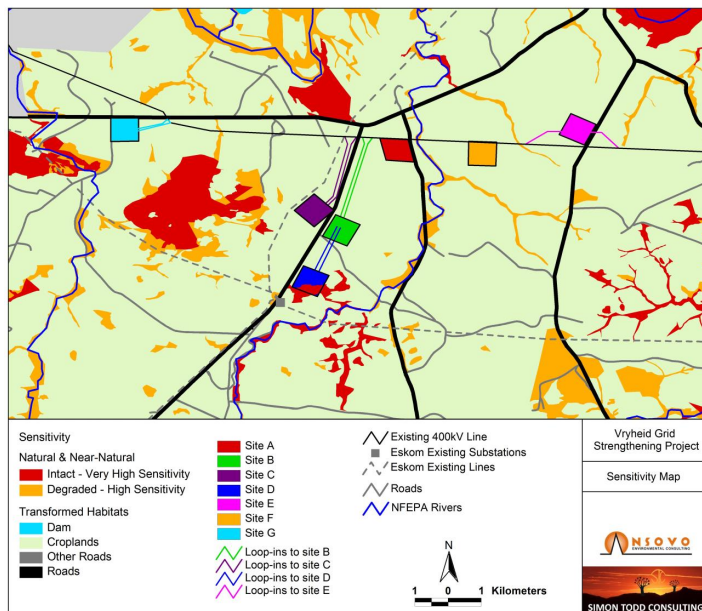 Sensitivity
Natural & Near-Natural
Intact - Very High Sensitivity
Degraded - High Sensitivity
Transformed Habitats
Dam
Croplands
Other Roads
Roads
Site A
Site B
Site C
Site D
Site E
Site F
Site G
Loop-ins to site B
Loop-ins to site C
Loop-ins to site D
Loop-ins to site E
Existing 400kV Line
Eskom Existing Substations
Eskom Existing Lines
Roads
NFEPA Rivers
N
1 0 1 Kilometers
Vryheid Grid
Strengthening Project
Sensitivity Map
NSOVO
ENVIRONMENTAL CONSULTING
SIMON TODD CONSULTING